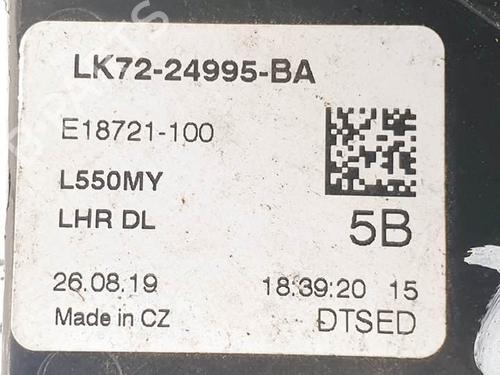 LK72-24995-BA
E18721-100
L550MY
LHR DL
5B
26.08.19 18:39:20 15
Made in CZ DTSED